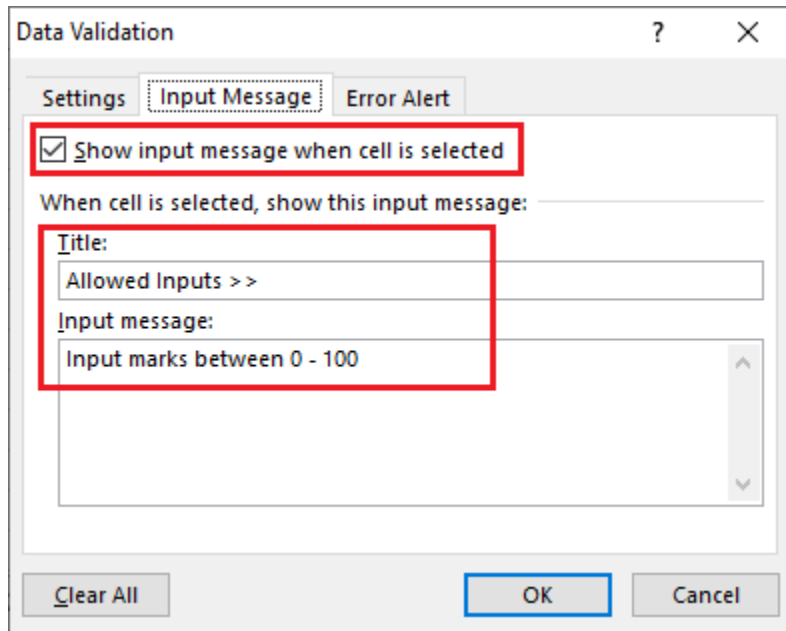 Data Validation ? ×
Settings Input Message Error Alert
Show input message when cell is selected
When cell is selected, show this input message:
Title:
Allowed Inputs >>
Input message:
Input marks between 0 - 100
Clear All OK Cancel